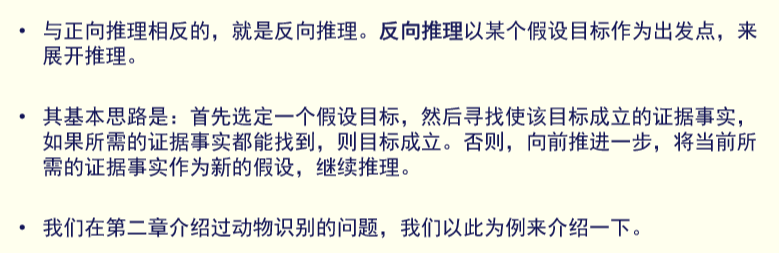 • 与正向推理相反的，就是反向推理。反向推理以某个假设目标作为出发点，来
展开推理。
• 其基本思路是：首先选定一个假设目标，然后寻找使该目标成立的证据事实，
如果所需的证据事实都能找到，则目标成立。否则，向前推进一步，将当前所
需的证据事实作为新的假设，继续推理。
• 我们在第二章介绍过动物识别的问题，我们以此为例来介绍一下。